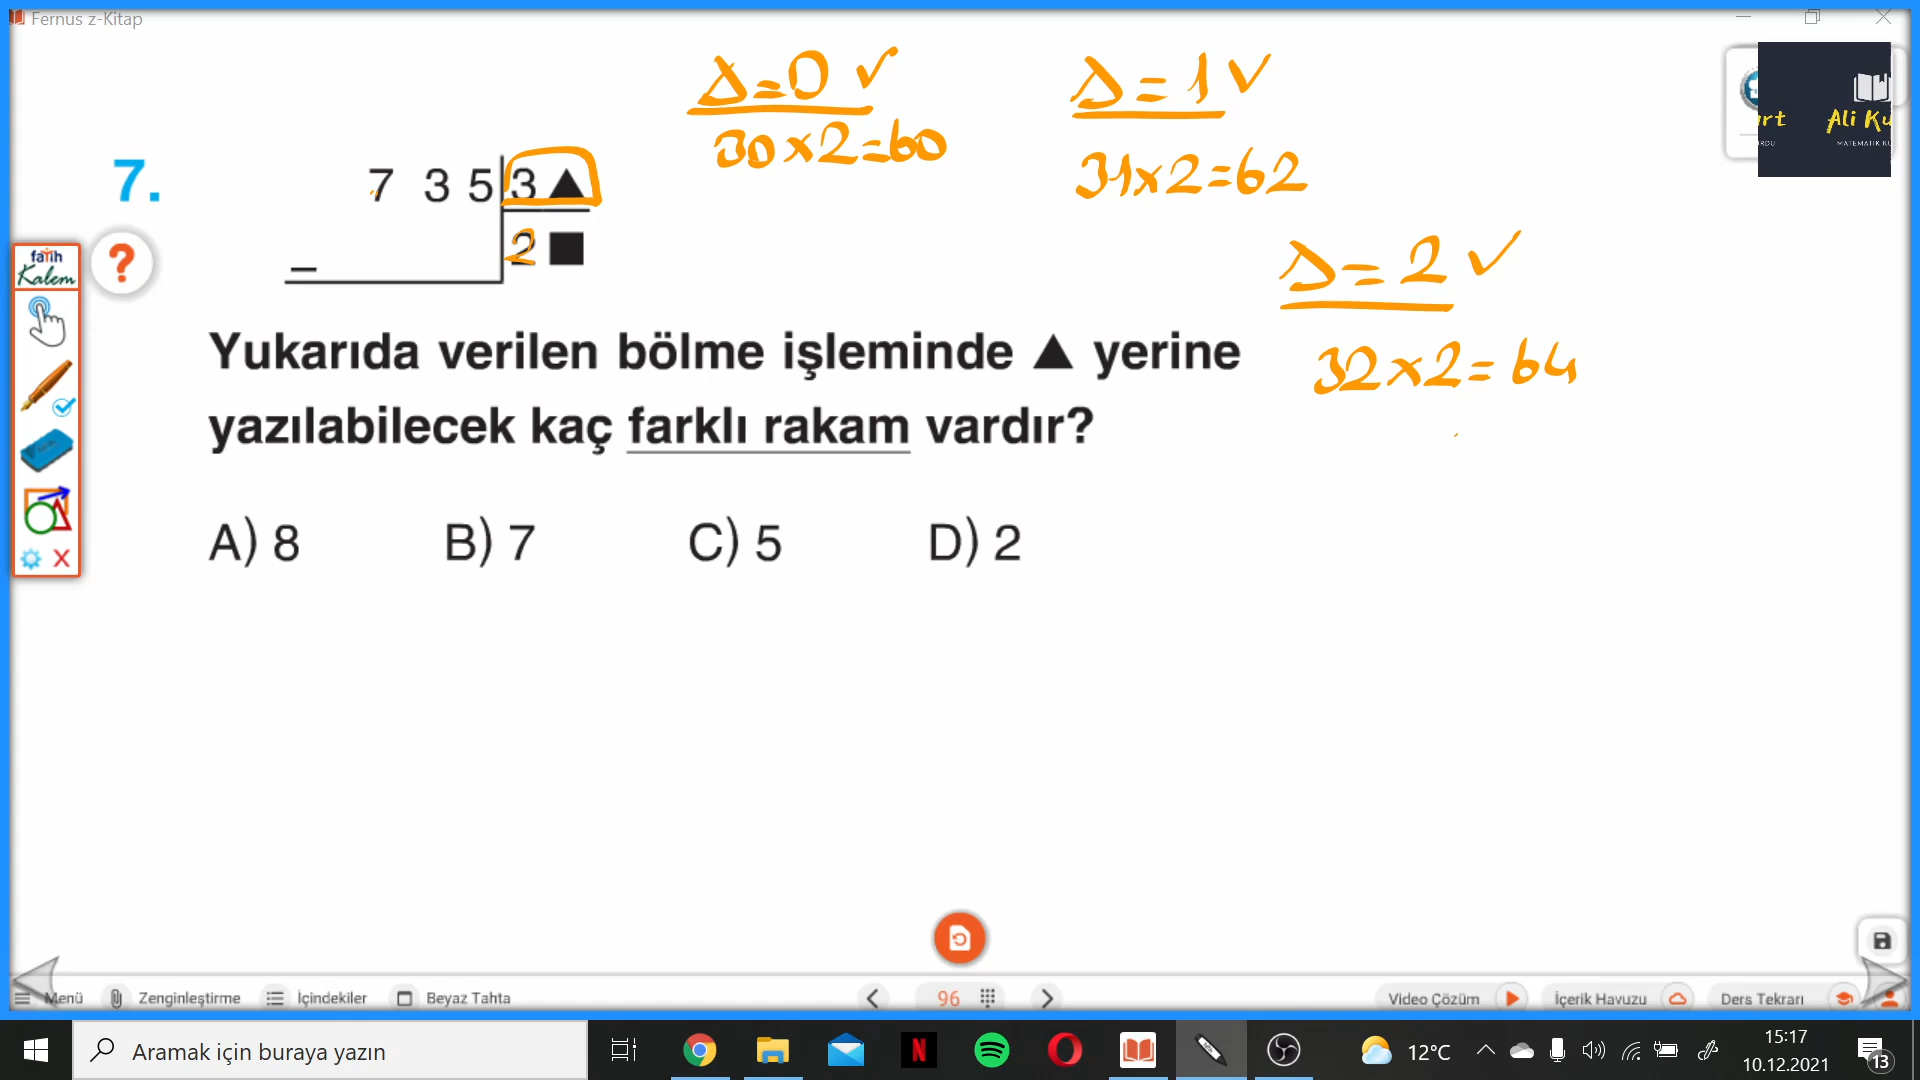 Fernus z-Kitap
Δ=0 ✓
30×2=60
Δ=1 ✓
31×2=62
Ali Ku
MATEMATİK KU
7.
7 3 5 3▲
2 ■
−
fatih
Kalem
?
Δ=2 ✓
32×2=64
Yukarıda verilen bölme işleminde ▲ yerine
yazılabilecek kaç farklı rakam vardır?
A) 8 B) 7 C) 5 D) 2
Menü Zenginleştirme İçindekiler Beyaz Tahta 96 Video Çözüm İçerik Havuzu Ders Tekrarı
Aramak için buraya yazın
12°C
15:17
10.12.2021
13